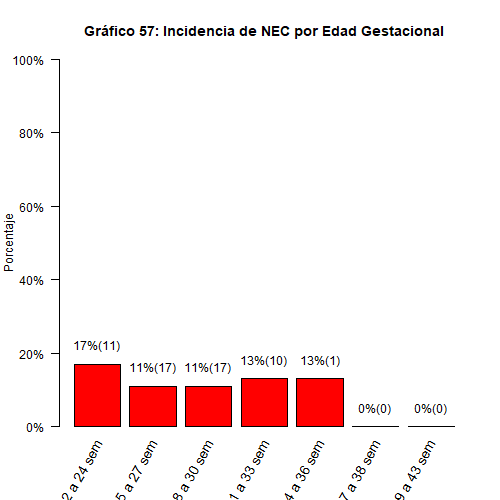 Gráfico 57: Incidencia de NEC por Edad Gestacional
Porcentaje
100%
80%
60%
40%
20%
0%
17%(11)
11%(17)
11%(17)
13%(10)
13%(1)
0%(0)
0%(0)
2 a 24 sem
5 a 27 sem
8 a 30 sem
1 a 33 sem
4 a 36 sem
7 a 38 sem
9 a 43 sem